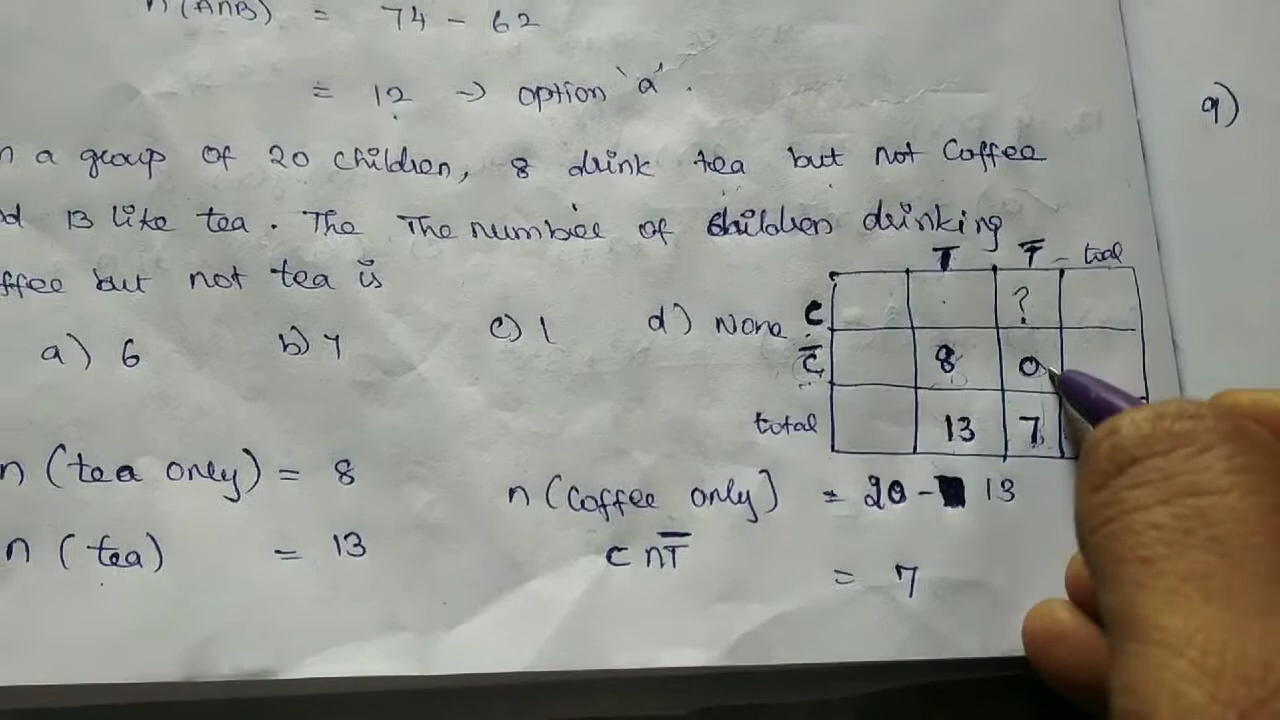 n(A∩B) = 74 - 62
= 12 → option 'a'.
9)
n a group of 20 children, 8 drink tea but not Coffee
d 13 like tea. The The number of children drinking
ffee but not tea is
T T̅ total
a) 6 b) 7 c) 1 d) None
C ?
C̅ 8 0
total 13 7
n (tea only) = 8
n (Coffee only) = 20 - 13
n (tea) = 13
C ∩ T̅
= 7